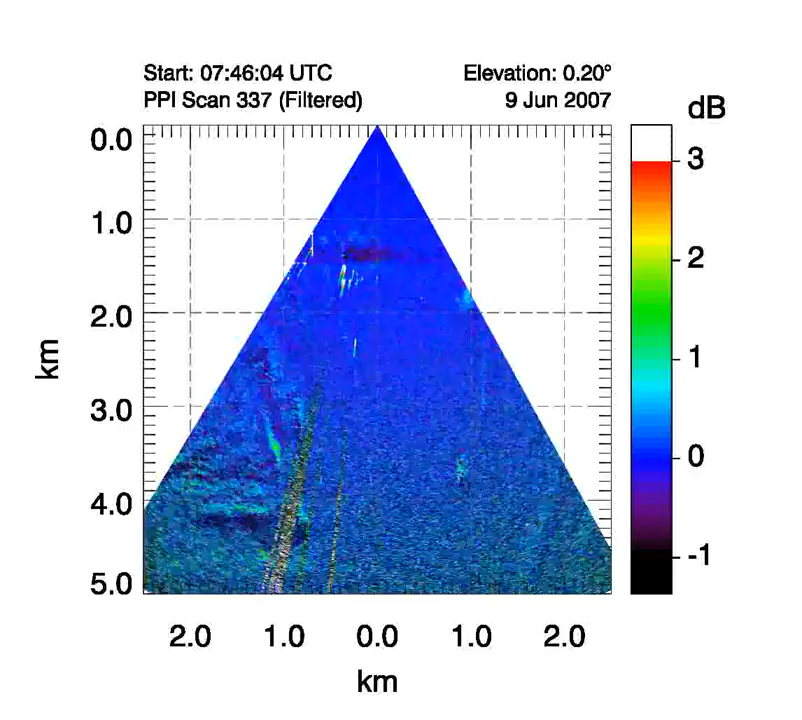 Start: 07:46:04 UTC
Elevation: 0.20°
PPI Scan 337 (Filtered)
9 Jun 2007
dB
0.0
1.0
2.0
3.0
4.0
5.0
km
3
2
1
0
-1
2.0 1.0 0.0 1.0 2.0
km